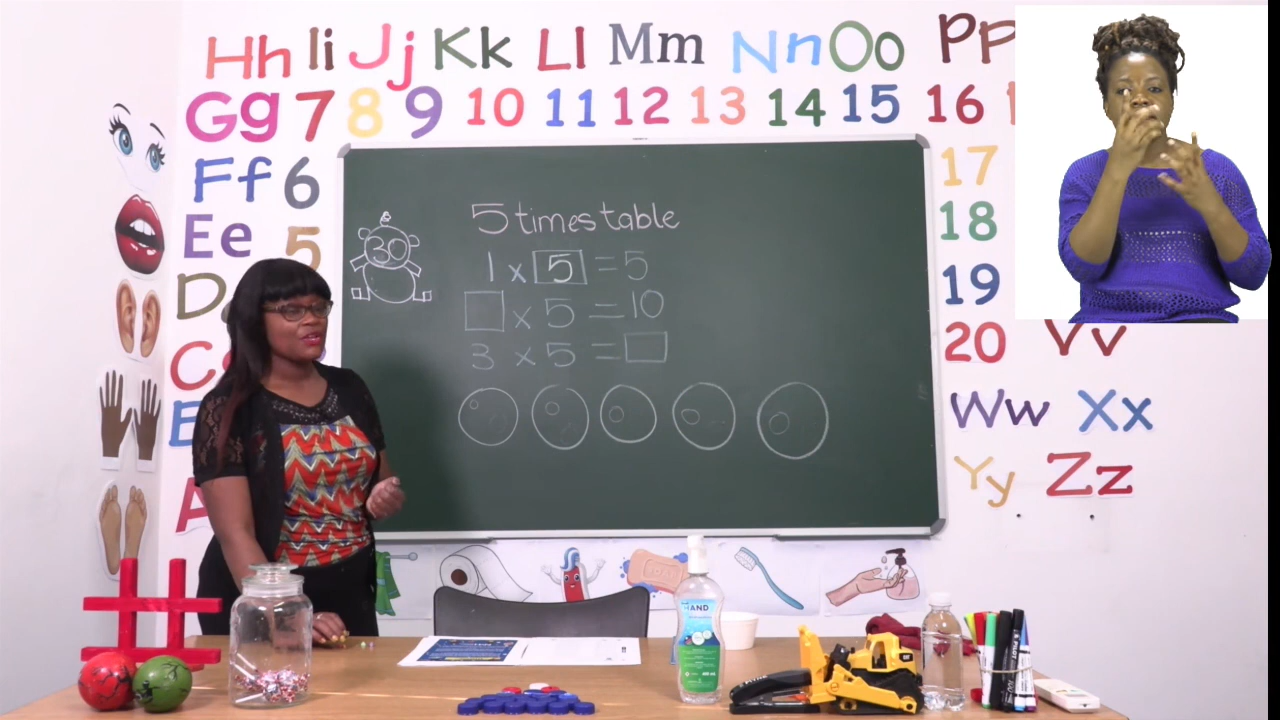 Hh Ii Jj Kk Ll Mm Nn Oo Pp
Gg 7 8 9 10 11 12 13 14 15 16
Ff 6
17
Ee 5
18
19
20
Vv
Ww Xx
Yy Zz
30
5 times table
1 x 5 = 5
x 5 = 10
3 x 5 =
HAND
CAT
PILOT